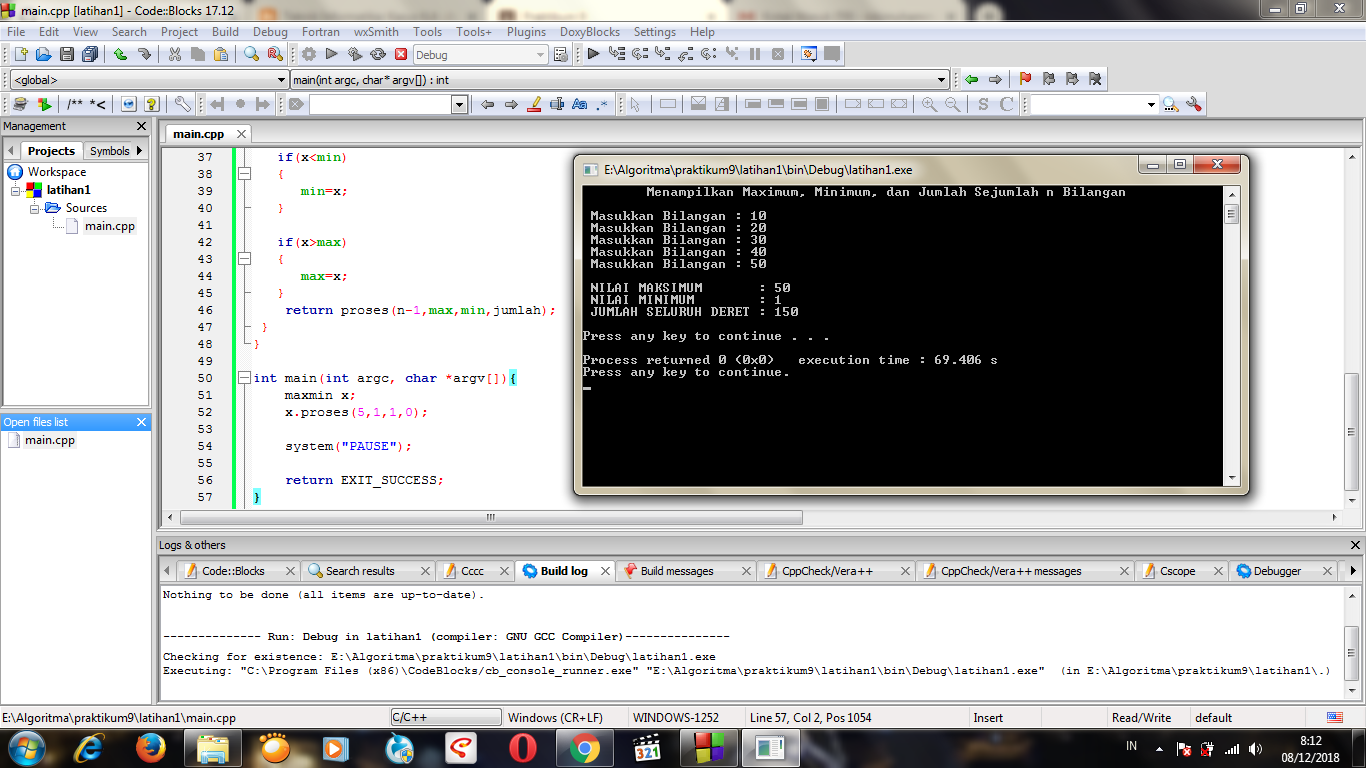 main.cpp [latihan1] - Code::Blocks 17.12
File Edit View Search Project Build Debug Fortran wxSmith Tools Tools+ Plugins DoxyBlocks Settings Help
Debug
<global> main(int argc, char* argv[]) : int
/** *<
Management
Projects Symbols
Workspace
latihan1
Sources
main.cpp
Open files list
main.cpp
main.cpp
37 if(x<min)
38 {
39 min=x;
40 }
41
42 if(x>max)
43 {
44 max=x;
45 }
46 return proses(n-1,max,min,jumlah);
47 }
48 }
49
50 int main(int argc, char *argv[]){
51 maxmin x;
52 x.proses(5,1,1,0);
53
54 system("PAUSE");
55
56 return EXIT_SUCCESS;
57 }
E:\Algoritma\praktikum9\latihan1\bin\Debug\latihan1.exe
Menampilkan Maximum, Minimum, dan Jumlah Sejumlah n Bilangan
Masukkan Bilangan : 10
Masukkan Bilangan : 20
Masukkan Bilangan : 30
Masukkan Bilangan : 40
Masukkan Bilangan : 50
NILAI MAKSIMUM : 50
NILAI MINIMUM : 1
JUMLAH SELURUH DERET : 150
Press any key to continue . . .
Process returned 0 (0x0) execution time : 69.406 s
Press any key to continue.
Logs & others
Code::Blocks Search results Cccc Build log Build messages CppCheck/Vera++ CppCheck/Vera++ messages Cscope Debugger
Nothing to be done (all items are up-to-date).
-------------- Run: Debug in latihan1 (compiler: GNU GCC Compiler)---------------
Checking for existence: E:\Algoritma\praktikum9\latihan1\bin\Debug\latihan1.exe
Executing: "C:\Program Files (x86)\CodeBlocks/cb_console_runner.exe" "E:\Algoritma\praktikum9\latihan1\bin\Debug\latihan1.exe" (in E:\Algoritma\praktikum9\latihan1\.)
E:\Algoritma\praktikum9\latihan1\main.cpp C/C++ Windows (CR+LF) WINDOWS-1252 Line 57, Col 2, Pos 1054 Insert Read/Write default
321
IN
8:12
08/12/2018